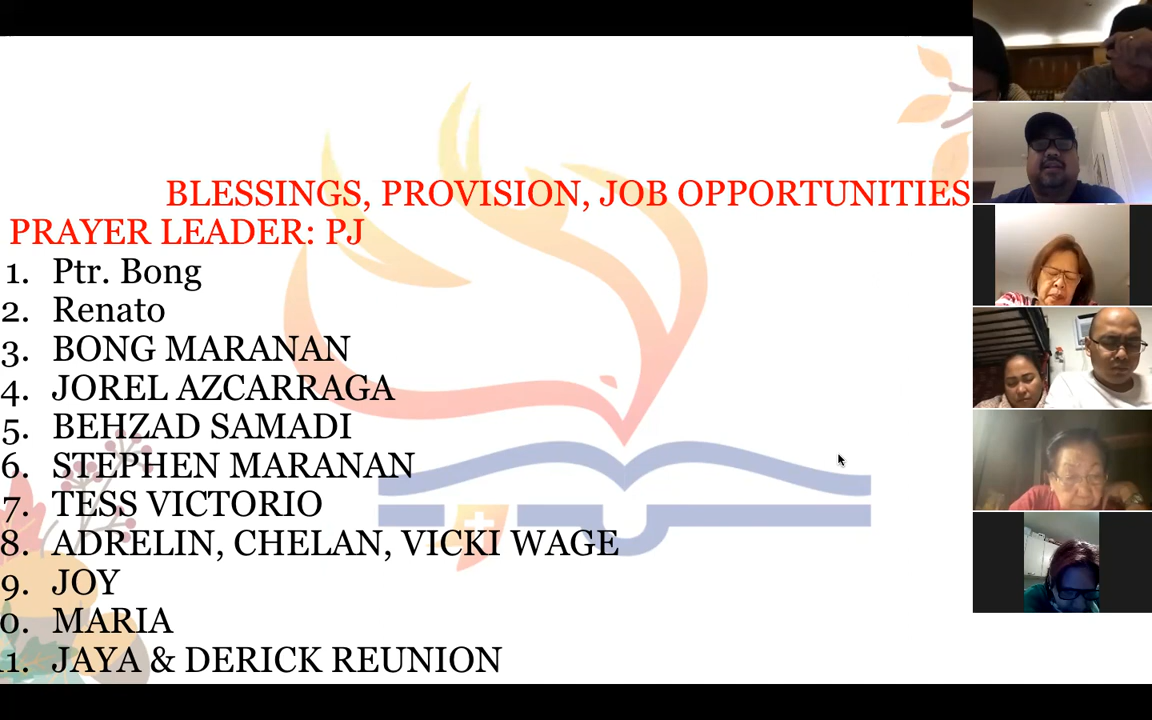 BLESSINGS, PROVISION, JOB OPPORTUNITIES
PRAYER LEADER: PJ
1. Ptr. Bong
2. Renato
3. BONG MARANAN
4. JOREL AZCARRAGA
5. BEHZAD SAMADI
6. STEPHEN MARANAN
7. TESS VICTORIO
8. ADRELIN, CHELAN, VICKI WAGE
9. JOY
0. MARIA
11. JAYA & DERICK REUNION